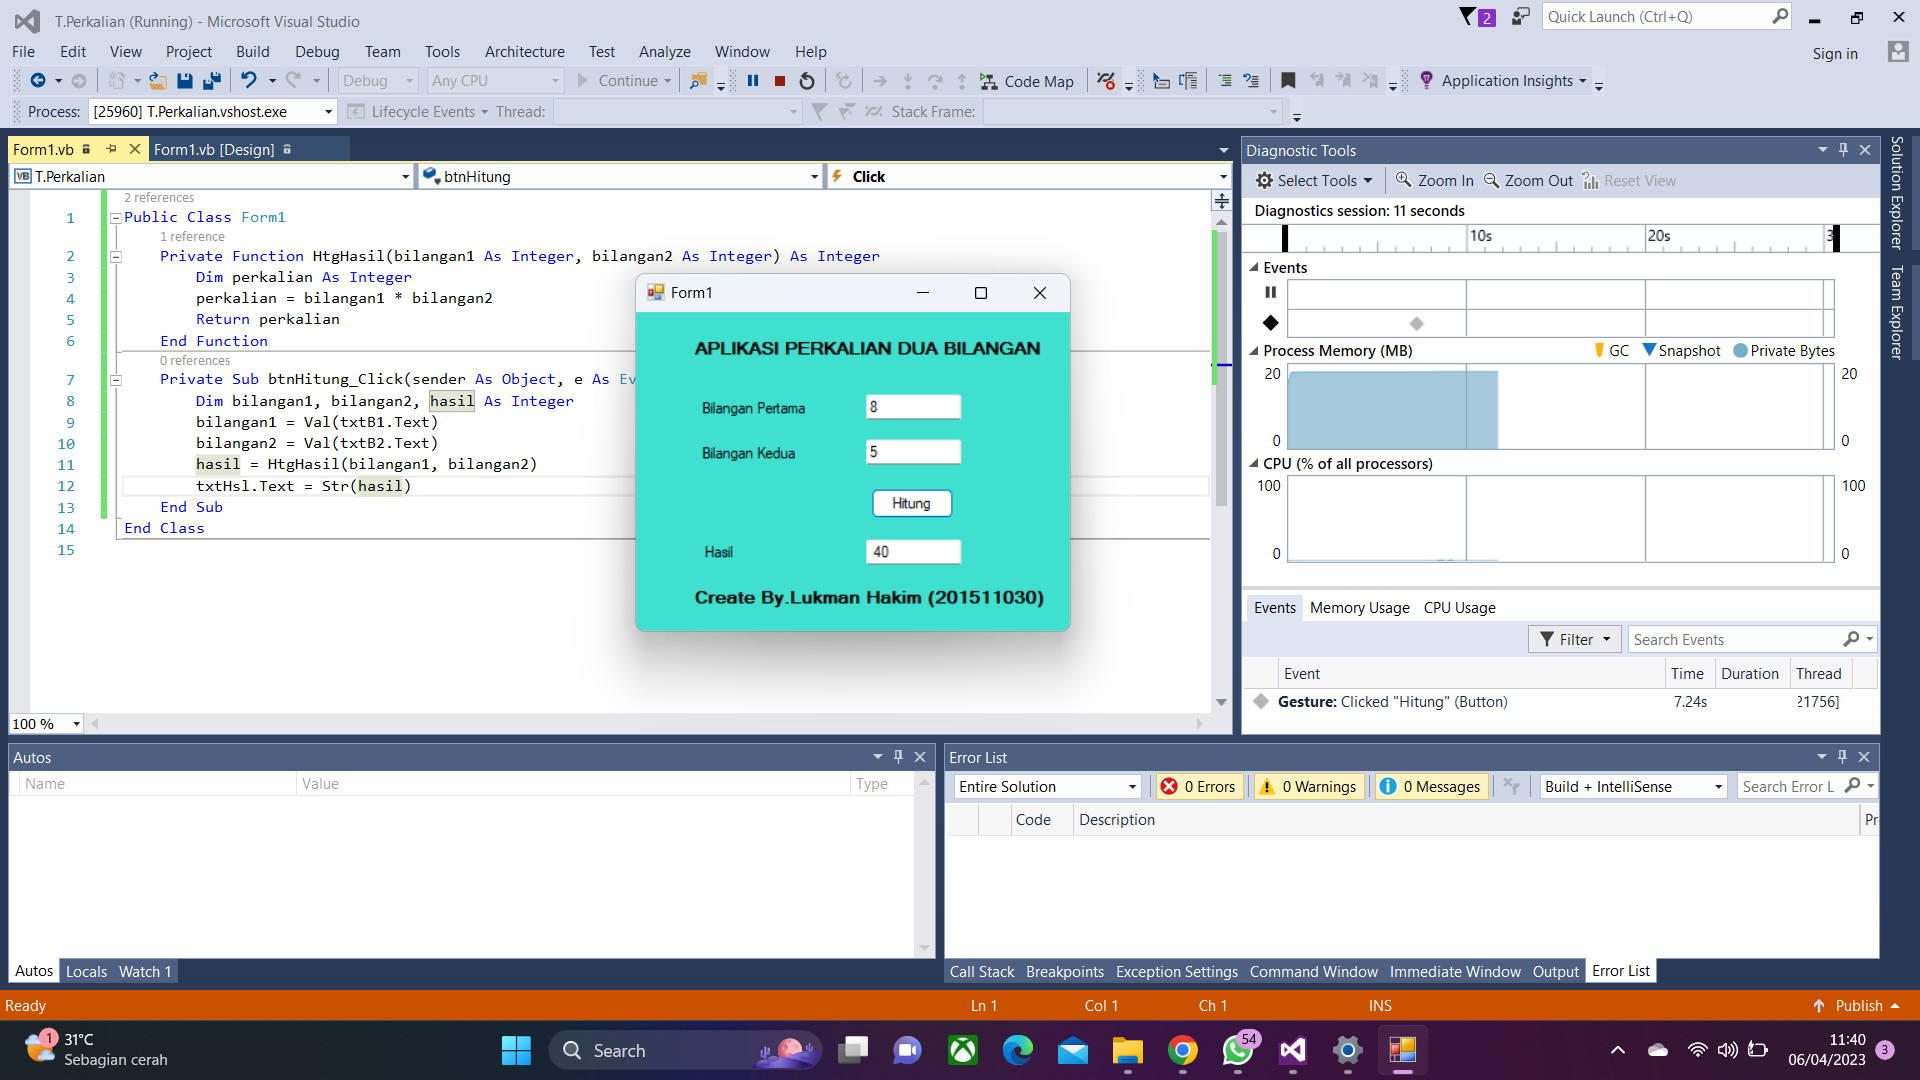 T.Perkalian (Running) - Microsoft Visual Studio
2
Quick Launch (Ctrl+Q)
File Edit View Project Build Debug Team Tools Architecture Test Analyze Window Help
Sign in
Debug Any CPU Continue Code Map Application Insights
Process: [25960] T.Perkalian.vshost.exe Lifecycle Events Thread: Stack Frame:
Form1.vb Form1.vb [Design]
VB T.Perkalian btnHitung Click
2 references
1 Public Class Form1
1 reference
2 Private Function HtgHasil(bilangan1 As Integer, bilangan2 As Integer) As Integer
3 Dim perkalian As Integer
4 perkalian = bilangan1 * bilangan2
5 Return perkalian
6 End Function
0 references
7 Private Sub btnHitung_Click(sender As Object, e As Ev
8 Dim bilangan1, bilangan2, hasil As Integer
9 bilangan1 = Val(txtB1.Text)
10 bilangan2 = Val(txtB2.Text)
11 hasil = HtgHasil(bilangan1, bilangan2)
12 txtHsl.Text = Str(hasil)
13 End Sub
14 End Class
15
100 %
Form1
APLIKASI PERKALIAN DUA BILANGAN
Bilangan Pertama 8
Bilangan Kedua 5
Hitung
Hasil 40
Create By.Lukman Hakim (201511030)
Diagnostic Tools
Select Tools Zoom In Zoom Out Reset View
Diagnostics session: 11 seconds
10s 20s 3
Events
Process Memory (MB) GC Snapshot Private Bytes
20 20
0 0
CPU (% of all processors)
100 100
0 0
Events Memory Usage CPU Usage
Filter Search Events
Event Time Duration Thread
Gesture: Clicked "Hitung" (Button) 7.24s 21756]
Solution Explorer
Team Explorer
Autos
Name Value Type
Autos Locals Watch 1
Error List
Entire Solution 0 Errors 0 Warnings 0 Messages Build + IntelliSense Search Error L
Code Description Pr
Call Stack Breakpoints Exception Settings Command Window Immediate Window Output Error List
Ready Ln 1 Col 1 Ch 1 INS Publish
1 31°C
Sebagian cerah
Search
54
11:40
06/04/2023
3